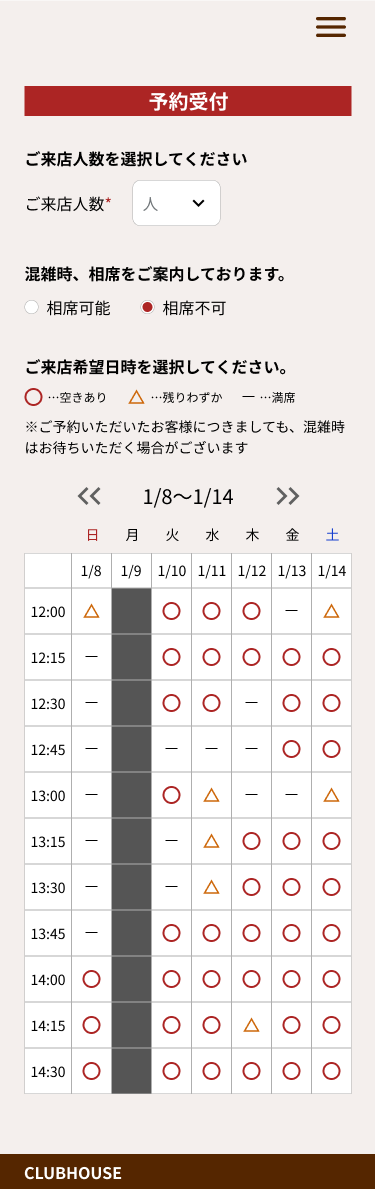 予約受付
ご来店人数を選択してください
ご来店人数*
人
混雑時、相席をご案内しております。
相席可能 相席不可
ご来店希望日時を選択してください。
○…空きあり △…残りわずか ー…満席
※ご予約いただいたお客様につきましても、混雑時
はお待ちいただく場合がございます
1/8〜1/14
日 月 火 水 木 金 土
1/8 1/9 1/10 1/11 1/12 1/13 1/14
12:00 △ ○ ○ ○ ー △
12:15 ー ○ ○ ○ ○ ○
12:30 ー ○ ○ ー ○ ○
12:45 ー ー ー ー ○ ○
13:00 ー ○ △ ー ー △
13:15 ー ー △ ○ ○ ○
13:30 ー ー △ ○ ○ ○
13:45 ー ○ ○ ○ ○ ○
14:00 ○ ○ ○ ○ ○ ○
14:15 ○ ○ ○ △ ○ ○
14:30 ○ ○ ○ ○ ○ ○
CLUBHOUSE